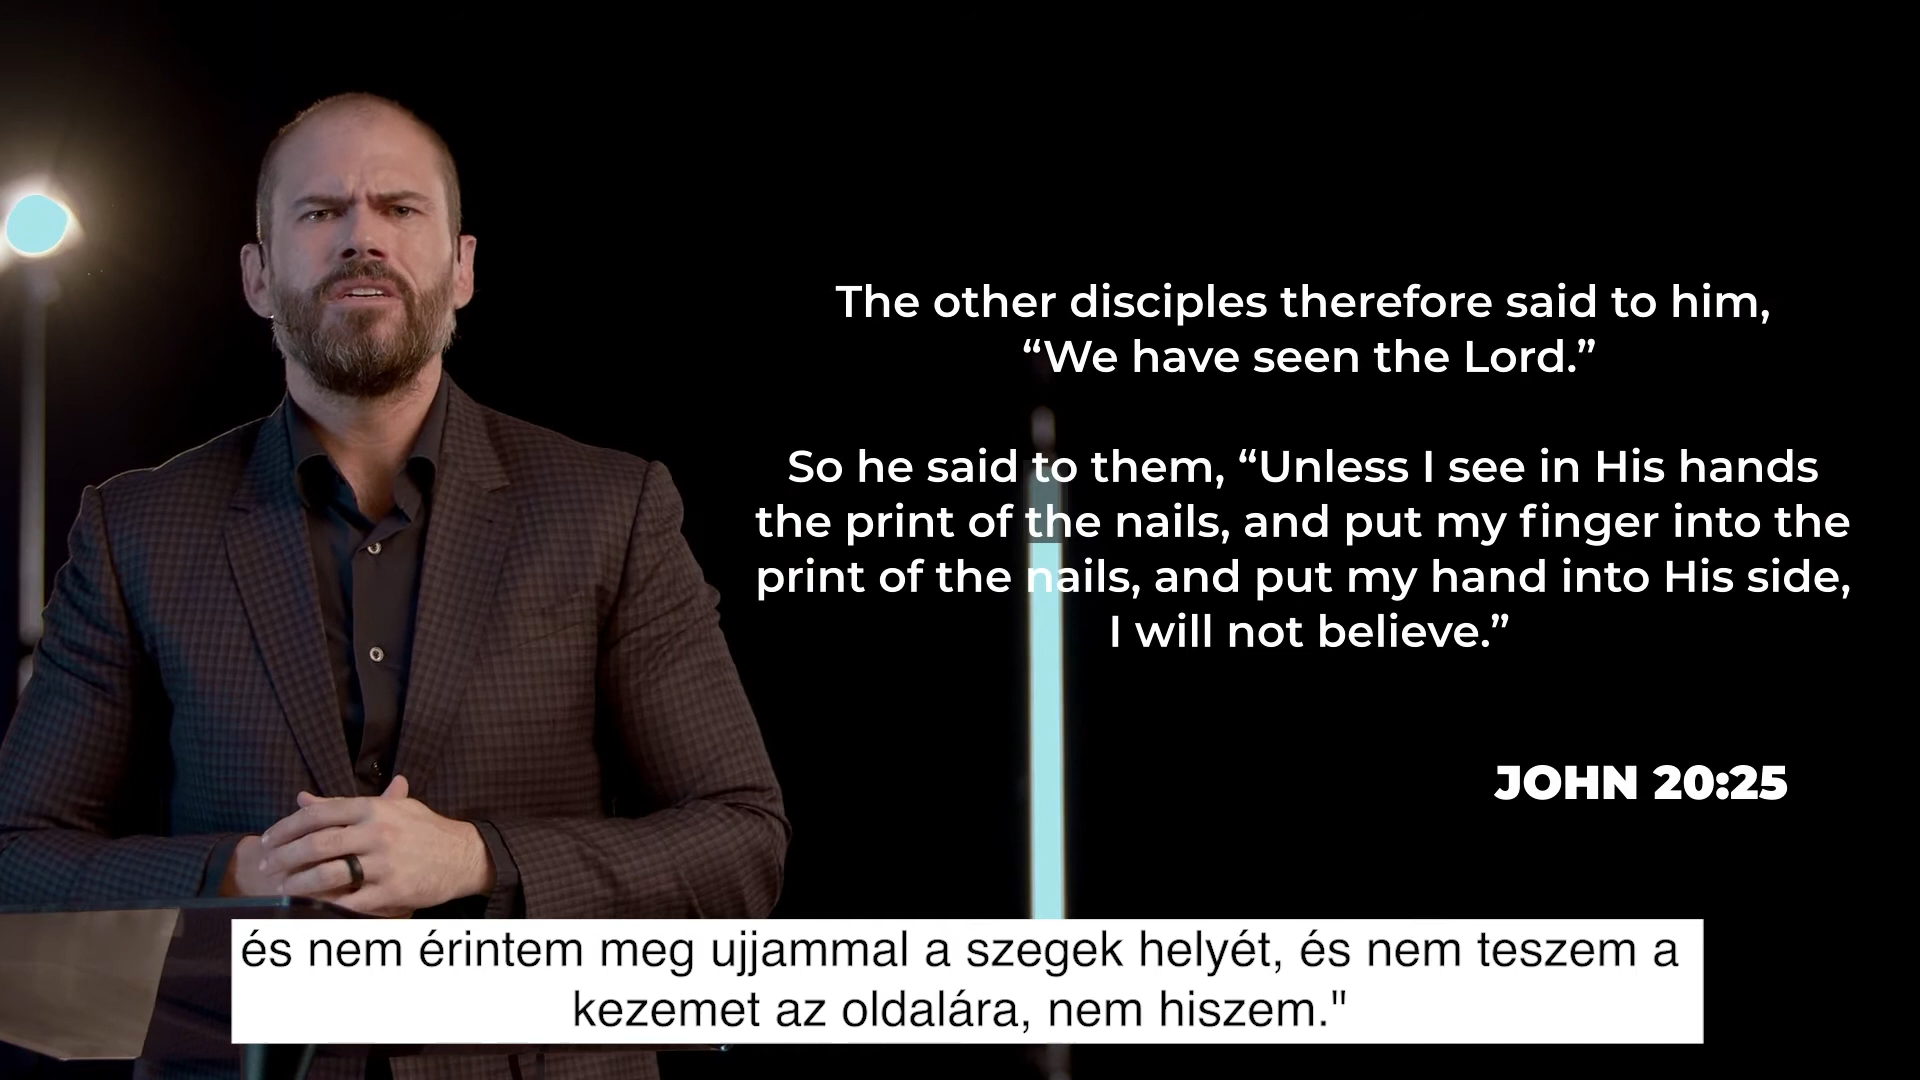 The other disciples therefore said to him,
“We have seen the Lord.”
So he said to them, “Unless I see in His hands
the print of the nails, and put my finger into the
print of the nails, and put my hand into His side,
I will not believe.”
JOHN 20:25
és nem érintem meg ujjammal a szegek helyét, és nem teszem a
kezemet az oldalára, nem hiszem."